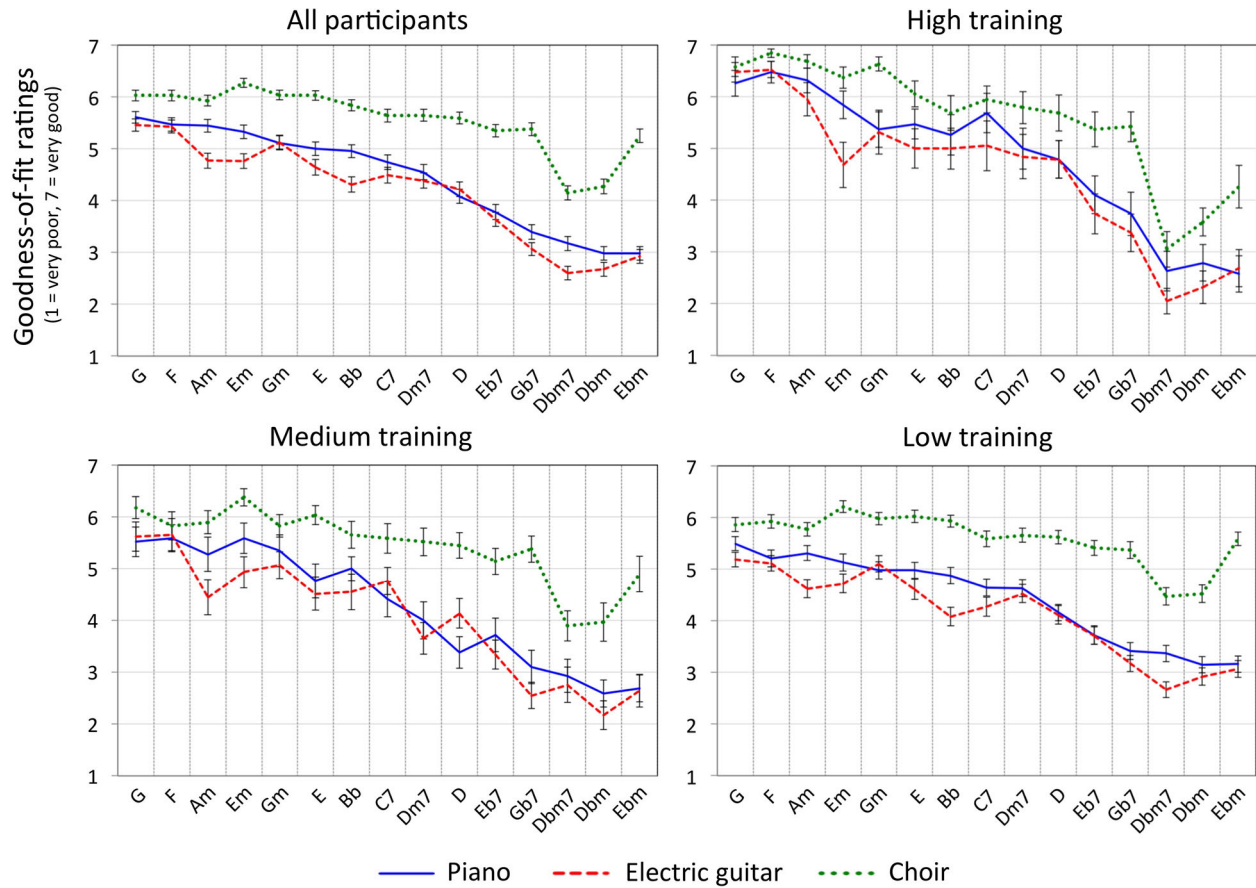 All participants
High training
Goodness-of-fit ratings
(1 = very poor, 7 = very good)
7
6
5
4
3
2
1
G F Am Em Gm E Bb C7 Dm7 D Eb7 Gb7 Dbm7 Dbm Ebm
7
6
5
4
3
2
1
G F Am Em Gm E Bb C7 Dm7 D Eb7 Gb7 Dbm7 Dbm Ebm
Medium training
Low training
7
6
5
4
3
2
1
G F Am Em Gm E Bb C7 Dm7 D Eb7 Gb7 Dbm7 Dbm Ebm
7
6
5
4
3
2
1
G F Am Em Gm E Bb C7 Dm7 D Eb7 Gb7 Dbm7 Dbm Ebm
Piano Electric guitar Choir